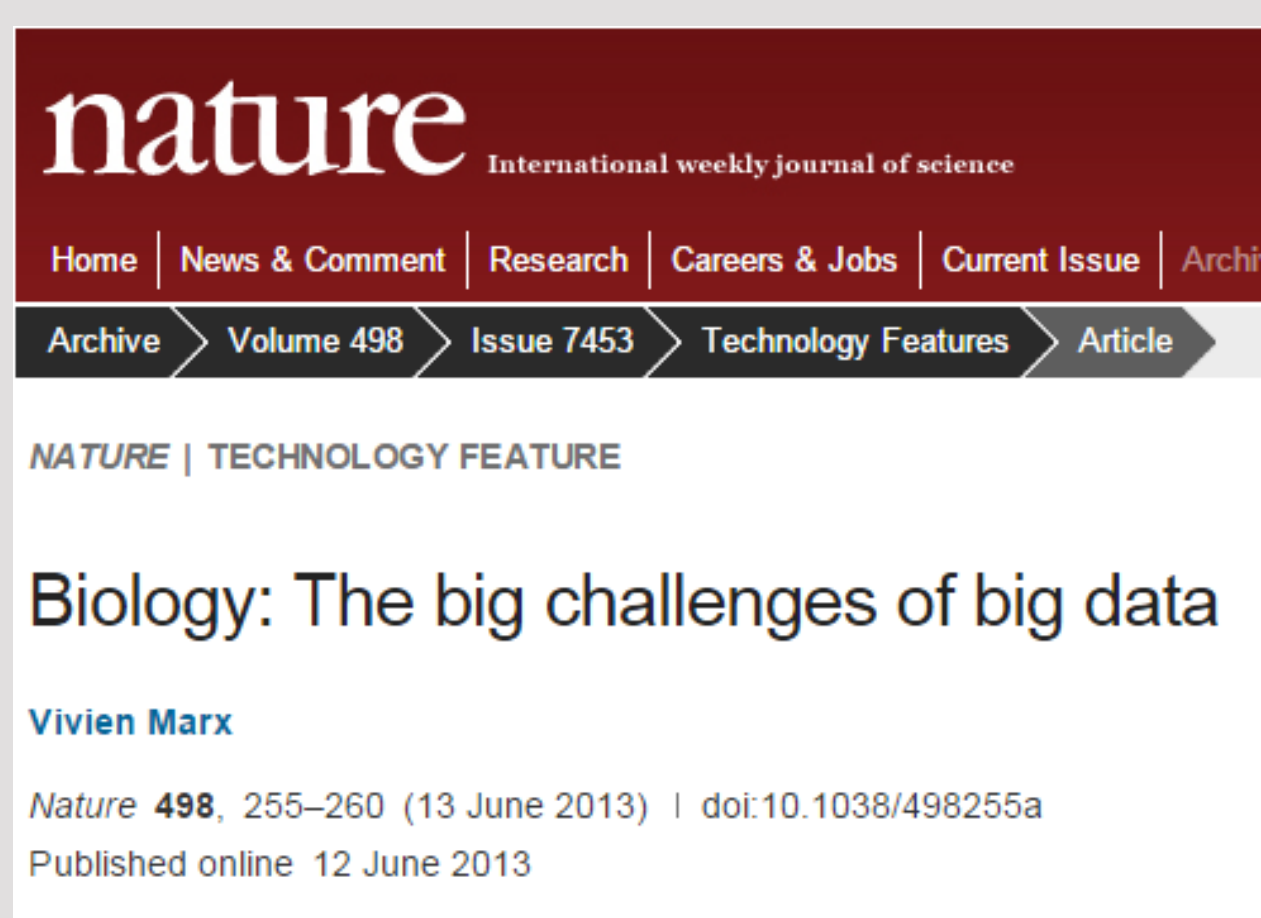 nature International weekly journal of science
Home News & Comment Research Careers & Jobs Current Issue
Archive Volume 498 Issue 7453 Technology Features Article
NATURE | TECHNOLOGY FEATURE
Biology: The big challenges of big data
Vivien Marx
Nature 498, 255–260 (13 June 2013) | doi:10.1038/498255a
Published online 12 June 2013